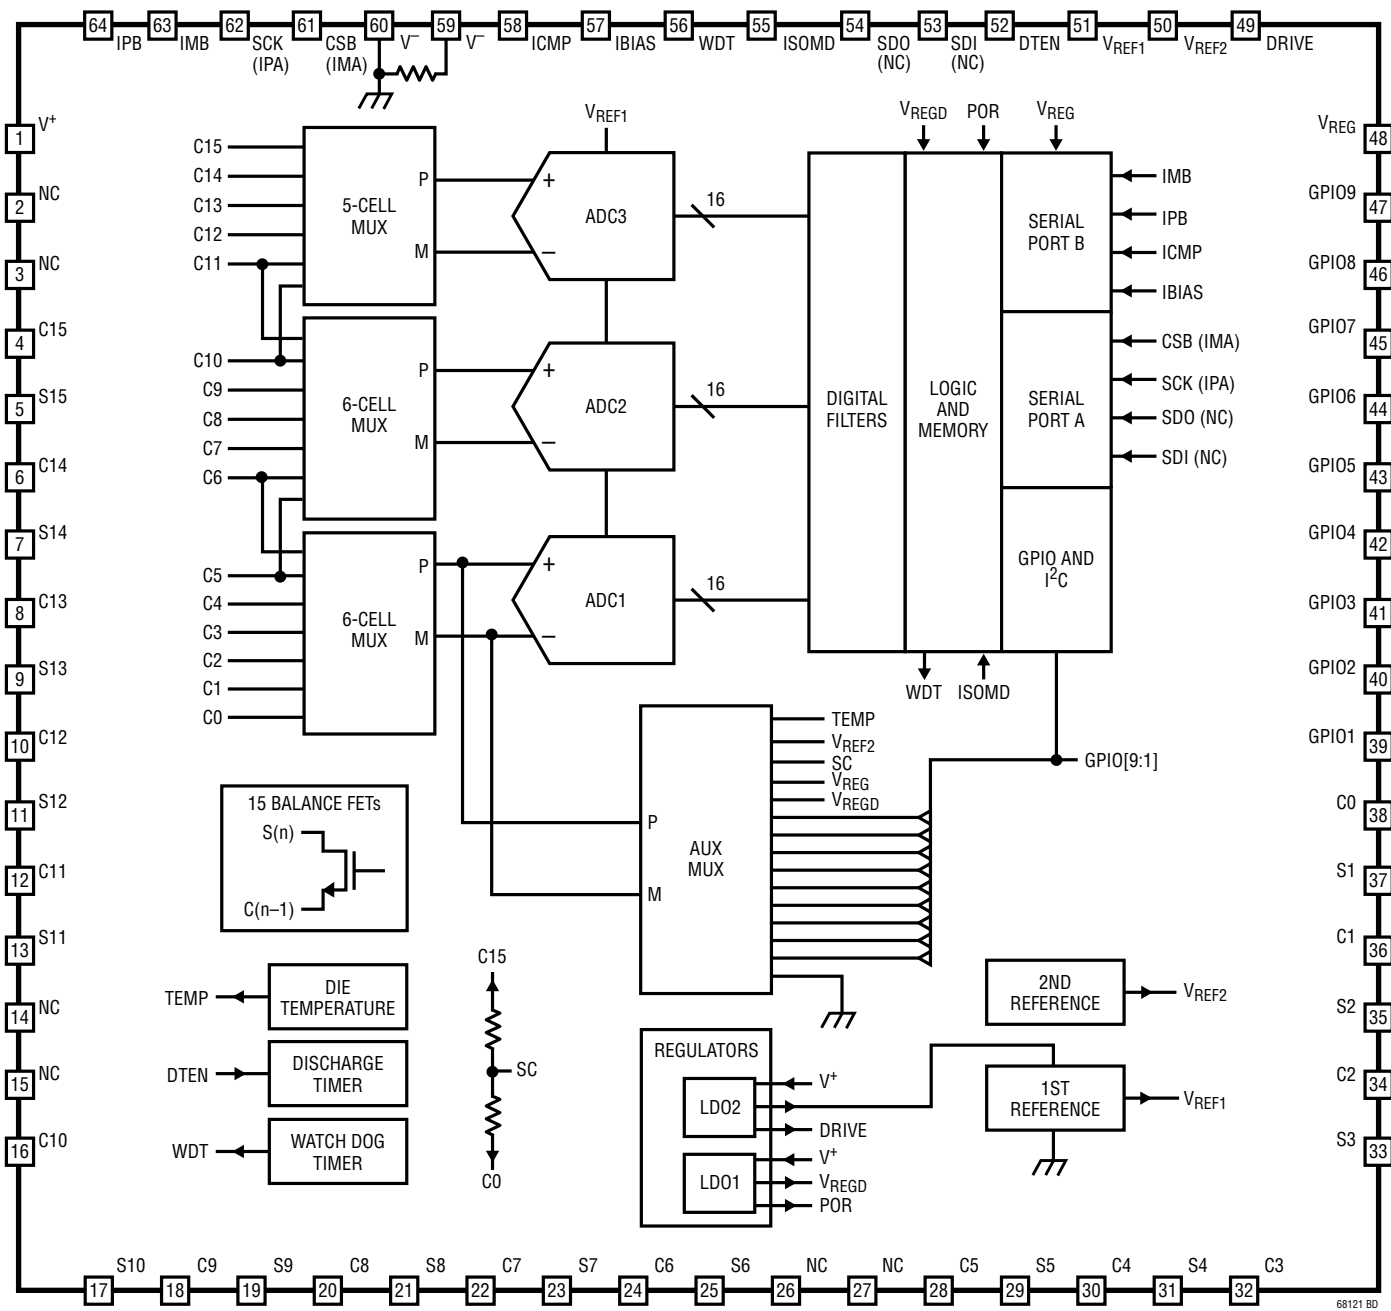 64 IPB 63 IMB 62 SCK (IPA) 61 CSB (IMA) 60 V– 59 V– 58 ICMP 57 IBIAS 56 WDT 55 ISOMD 54 SDO (NC) 53 SDI (NC) 52 DTEN 51 VREF1 50 VREF2 49 DRIVE
1 V+
2 NC
3 NC
4 C15
5 S15
6 C14
7 S14
8 C13
9 S13
10 C12
11 S12
12 C11
13 S11
14 NC
15 NC
16 C10
C15
C14
C13
C12
C11
5-CELL
MUX
P
M
C10
C9
C8
C7
C6
6-CELL
MUX
P
M
C5
C4
C3
C2
C1
C0
6-CELL
MUX
P
M
VREF1
+
–
ADC3
16
+
–
ADC2
16
+
–
ADC1
16
VREGD POR VREG
DIGITAL
FILTERS
LOGIC
AND
MEMORY
SERIAL
PORT B
SERIAL
PORT A
GPIO AND
I2C
IMB
IPB
ICMP
IBIAS
CSB (IMA)
SCK (IPA)
SDO (NC)
SDI (NC)
WDT ISOMD
P
M
AUX
MUX
TEMP
VREF2
SC
VREG
VREGD
GPIO[9:1]
15 BALANCE FETs
S(n)
C(n–1)
TEMP
DIE
TEMPERATURE
DTEN
DISCHARGE
TIMER
WDT
WATCH DOG
TIMER
C15
SC
C0
REGULATORS
LDO2
V+
DRIVE
LDO1
V+
VREGD
POR
2ND
REFERENCE
VREF2
1ST
REFERENCE
VREF1
VREG 48
GPIO9 47
GPIO8 46
GPIO7 45
GPIO6 44
GPIO5 43
GPIO4 42
GPIO3 41
GPIO2 40
GPIO1 39
C0 38
S1 37
C1 36
S2 35
C2 34
S3 33
17 S10 18 C9 19 S9 20 C8 21 S8 22 C7 23 S7 24 C6 25 S6 26 NC 27 NC 28 C5 29 S5 30 C4 31 S4 32 C3
68121 BD